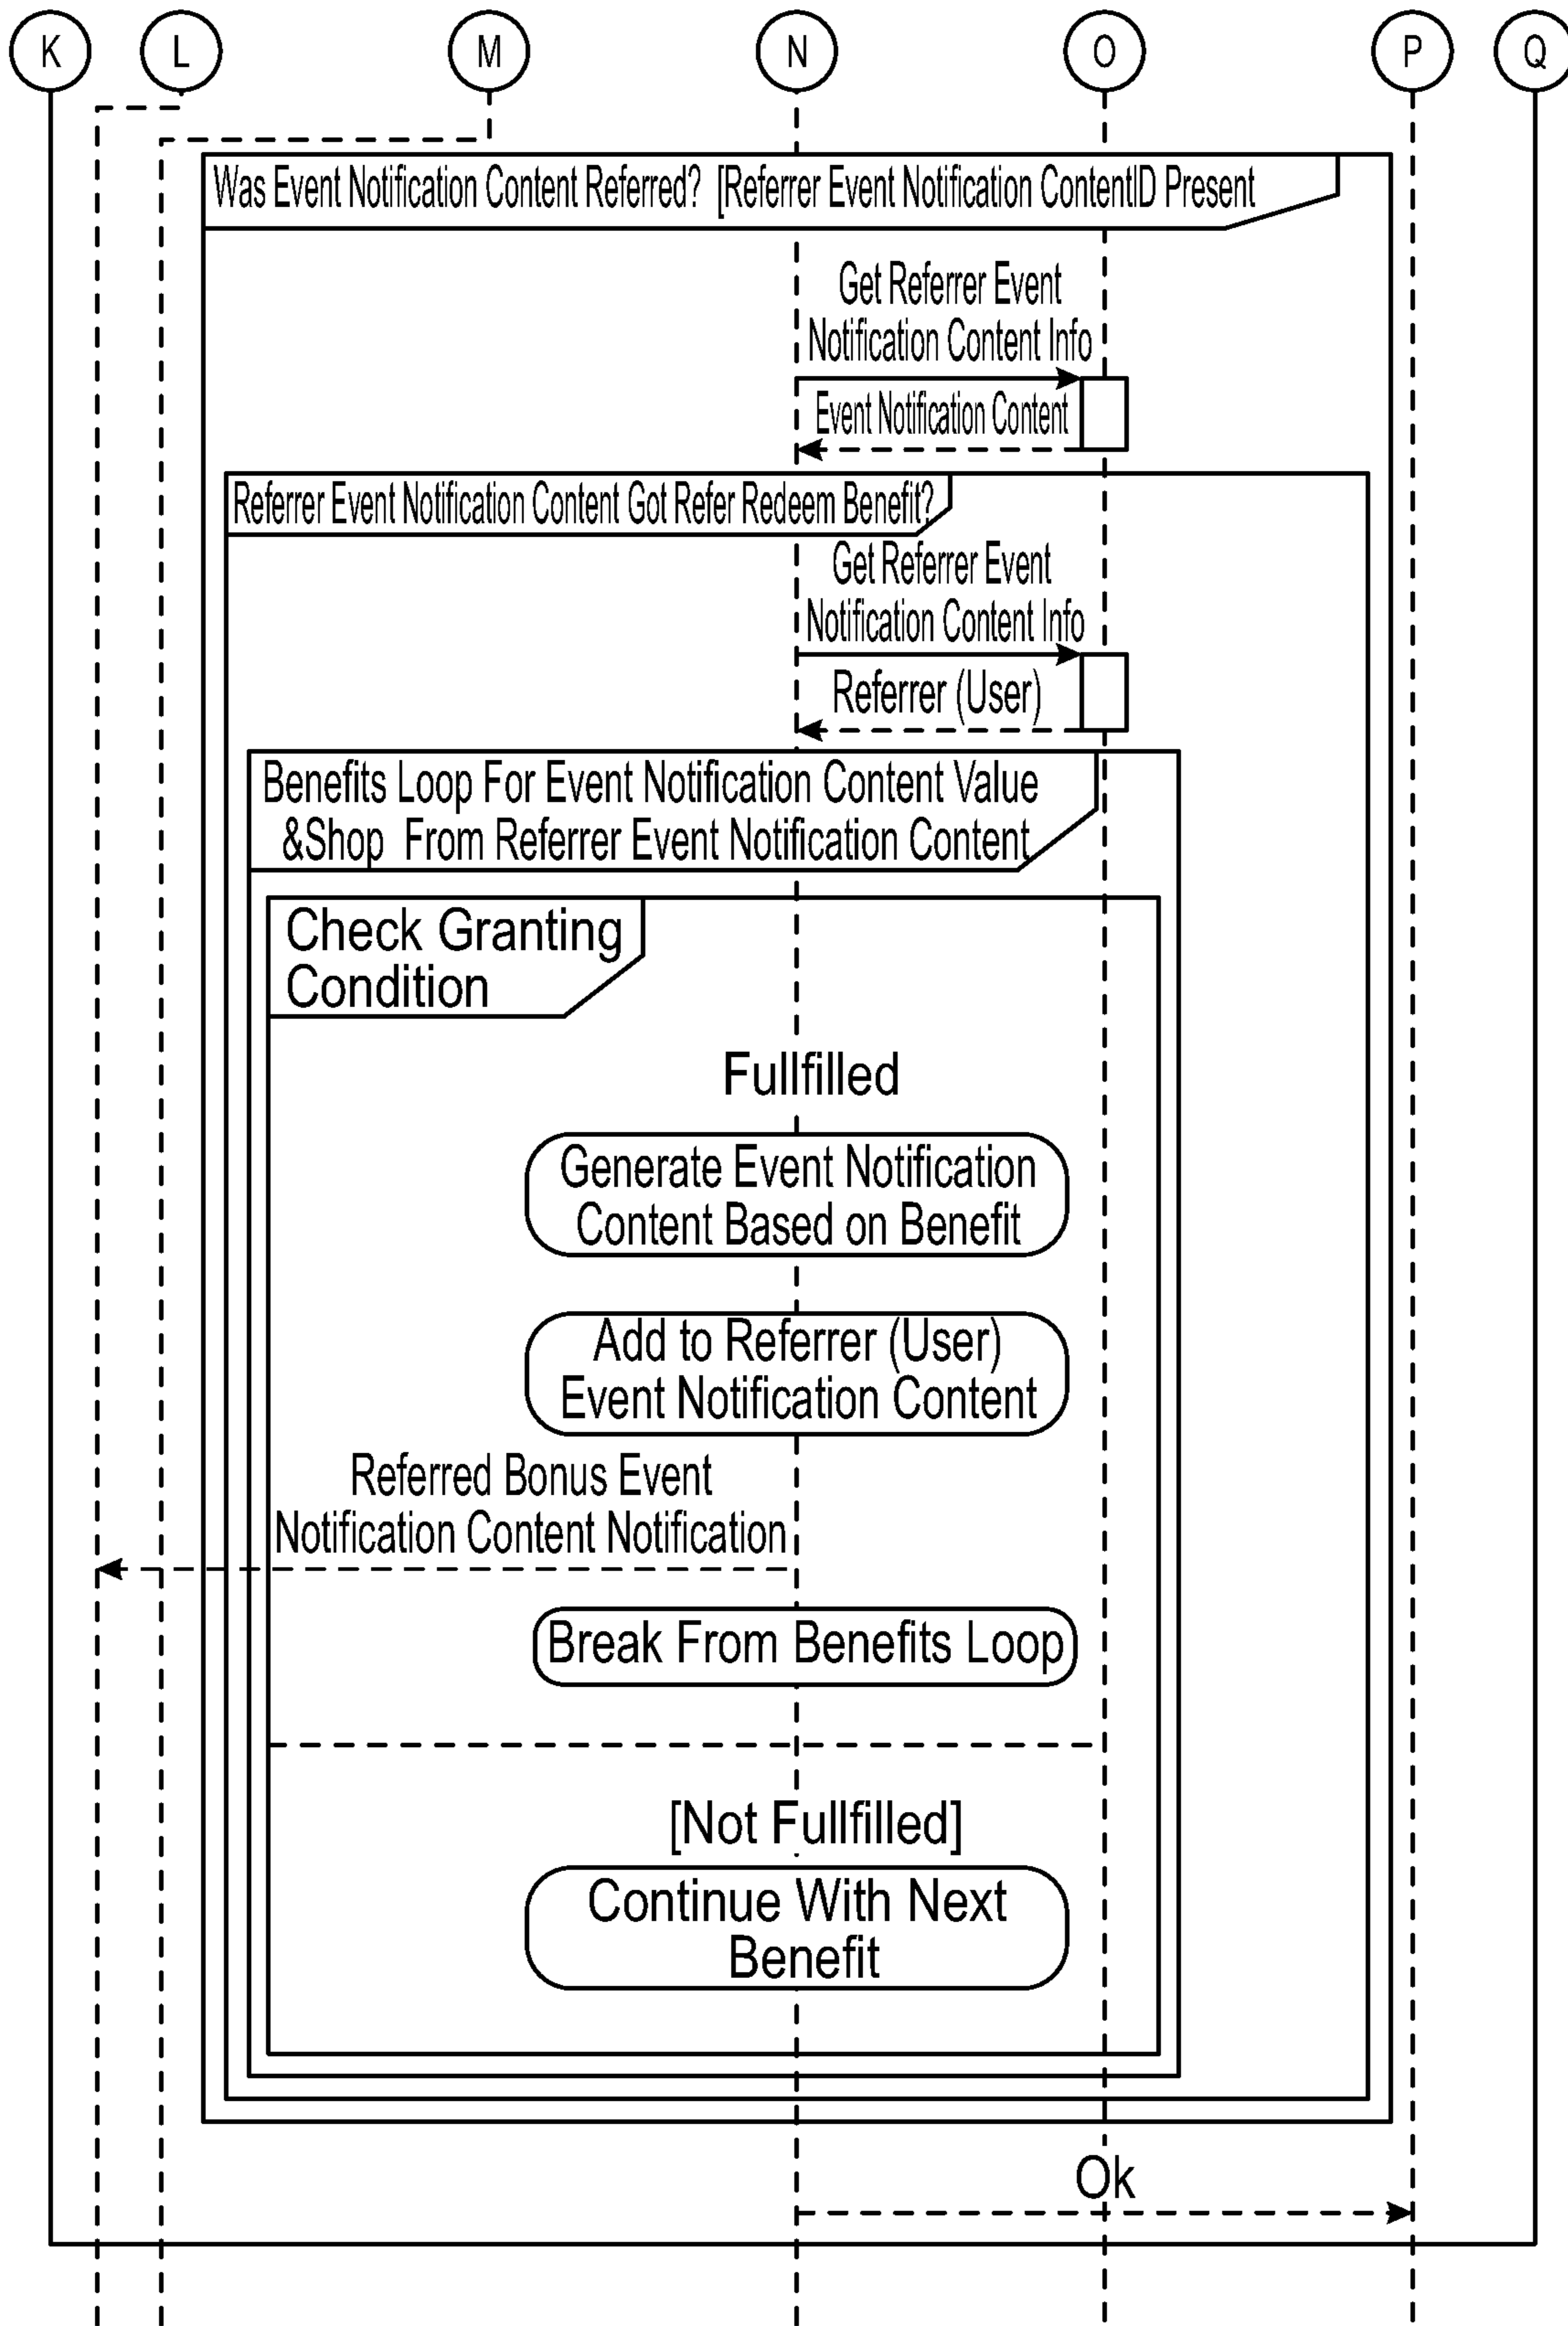 K L M N O P Q
Was Event Notification Content Referred? [Referrer Event Notification ContentID Present
Get Referrer Event
Notification Content Info
Event Notification Content
Referrer Event Notification Content Got Refer Redeem Benefit?
Get Referrer Event
Notification Content Info
Referrer (User)
Benefits Loop For Event Notification Content Value
&Shop From Referrer Event Notification Content
Check Granting
Condition
Fullfilled
Generate Event Notification
Content Based on Benefit
Add to Referrer (User)
Event Notification Content
Referred Bonus Event
Notification Content Notification
Break From Benefits Loop
[Not Fullfilled]
Continue With Next
Benefit
Ok